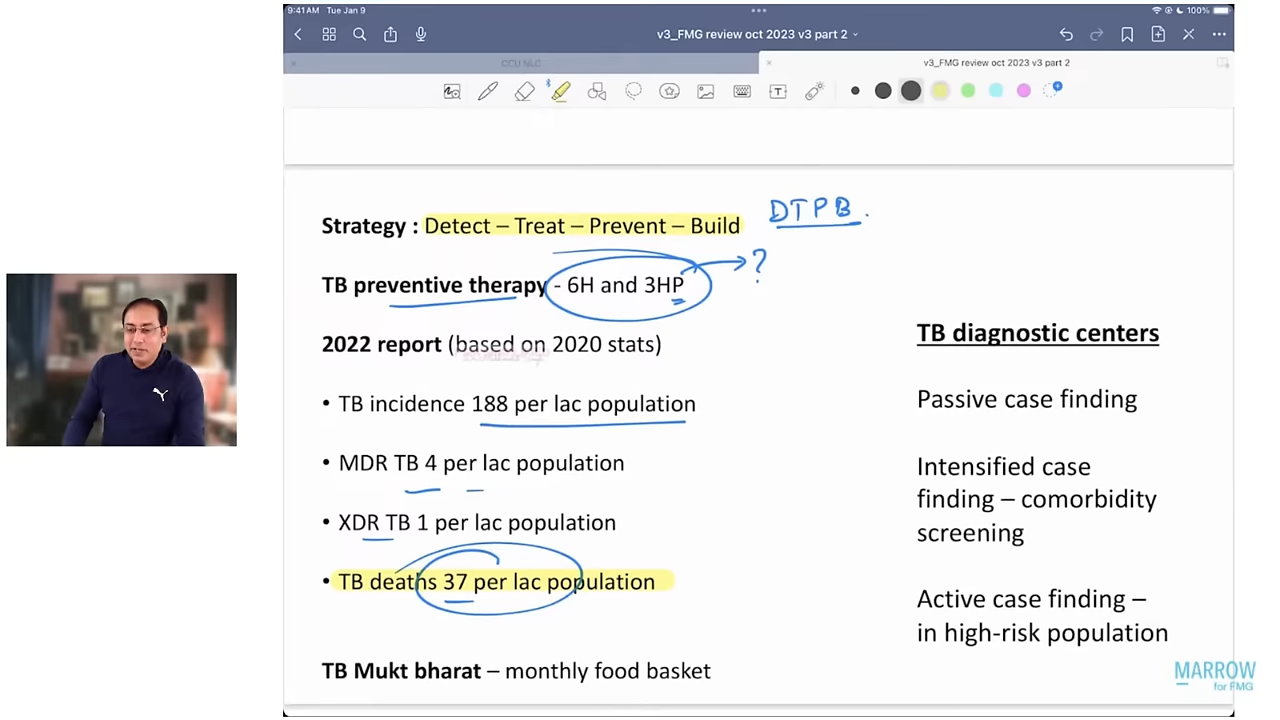 9:41 AM Tue Jan 9
100%
v3_FMG review oct 2023 v3 part 2
CCU NLC
v3_FMG review oct 2023 v3 part 2
Strategy : Detect – Treat – Prevent – Build
DTPB.
TB preventive therapy - 6H and 3HP
?
2022 report (based on 2020 stats)
• TB incidence 188 per lac population
• MDR TB 4 per lac population
• XDR TB 1 per lac population
• TB deaths 37 per lac population
TB Mukt bharat – monthly food basket
TB diagnostic centers
Passive case finding
Intensified case
finding – comorbidity
screening
Active case finding –
in high-risk population
MARROW
for FMG